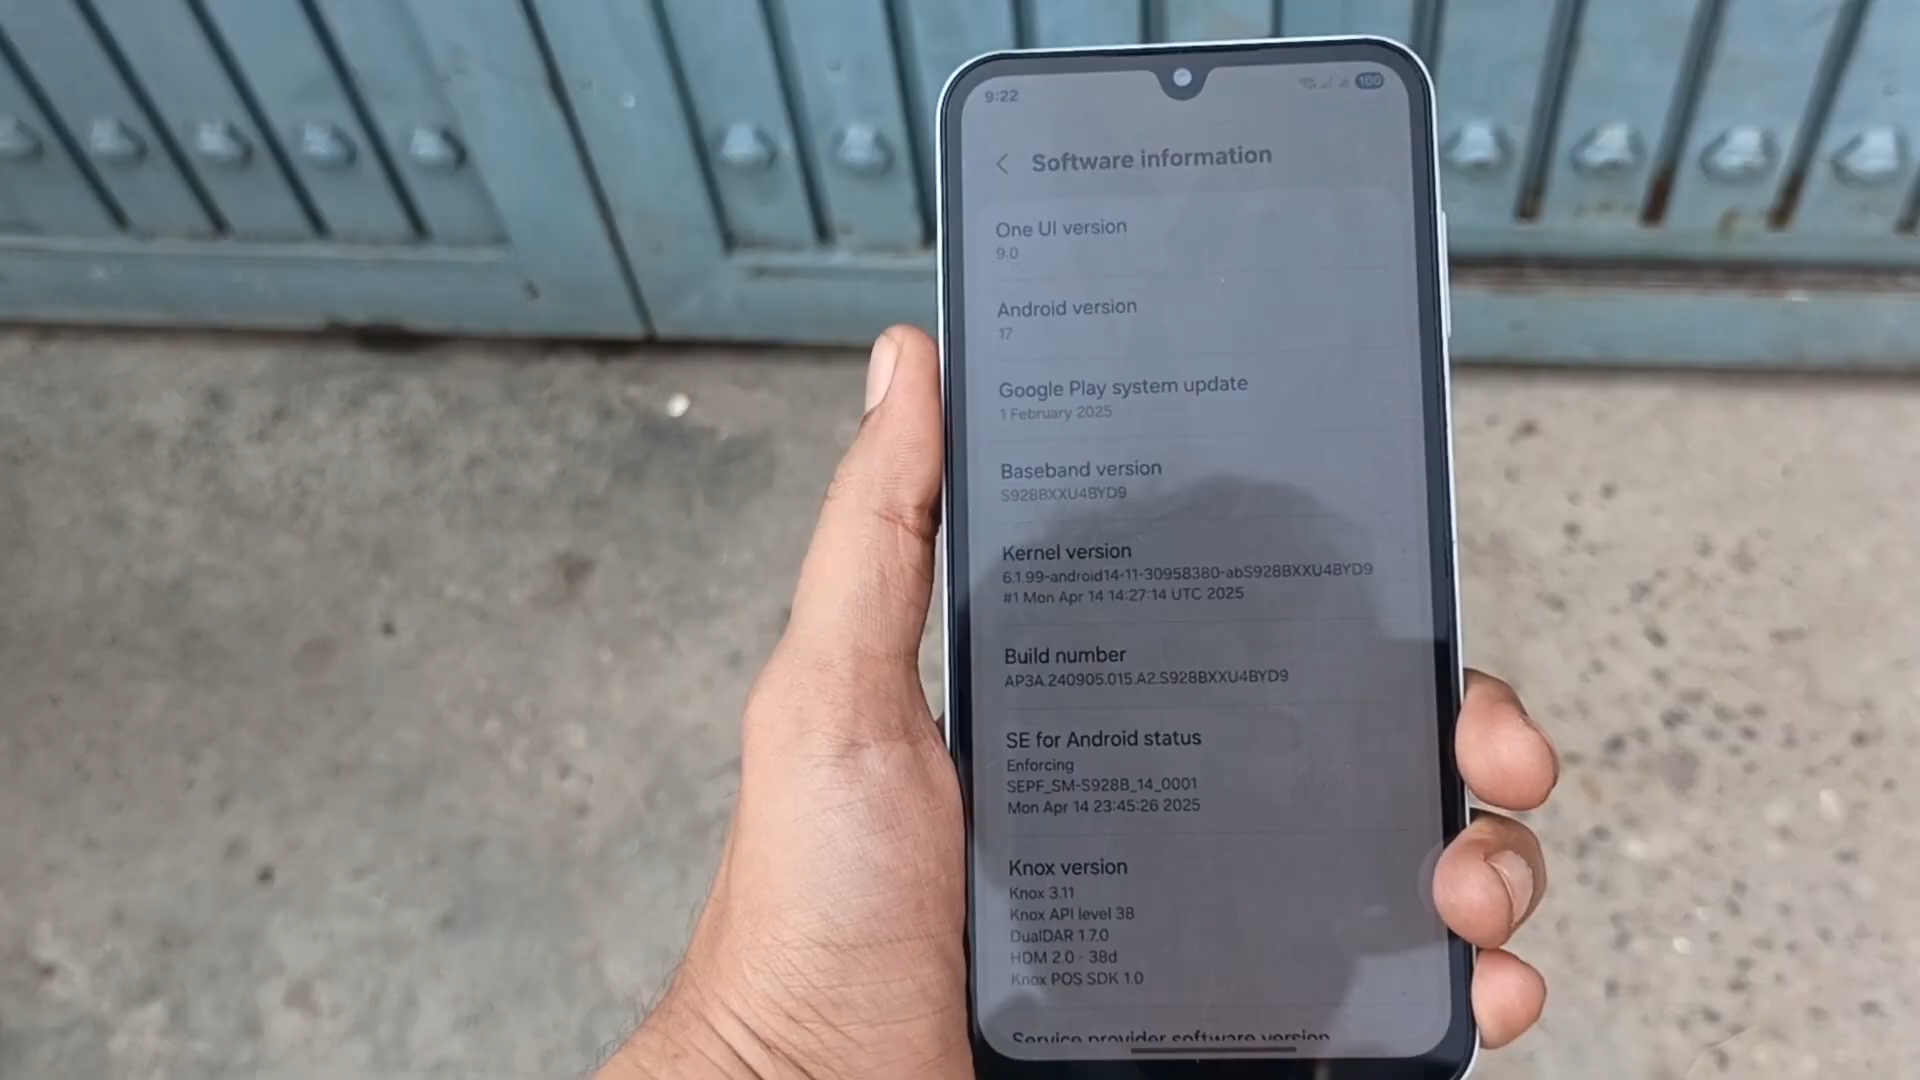 9:22
100
Software information
One UI version
9.0
Android version
17
Google Play system update
1 February 2025
Baseband version
S928BXXU4BYD9
Kernel version
6.1.99-android14-11-30958380-abS928BXXU4BYD9
#1 Mon Apr 14 14:27:14 UTC 2025
Build number
AP3A.240905.015.A2.S928BXXU4BYD9
SE for Android status
Enforcing
SEPF_SM-S928B_14_0001
Mon Apr 14 23:45:26 2025
Knox version
Knox 3.11
Knox API level 38
DualDAR 1.7.0
HDM 2.0 - 38d
Knox POS SDK 1.0
Service provider software version